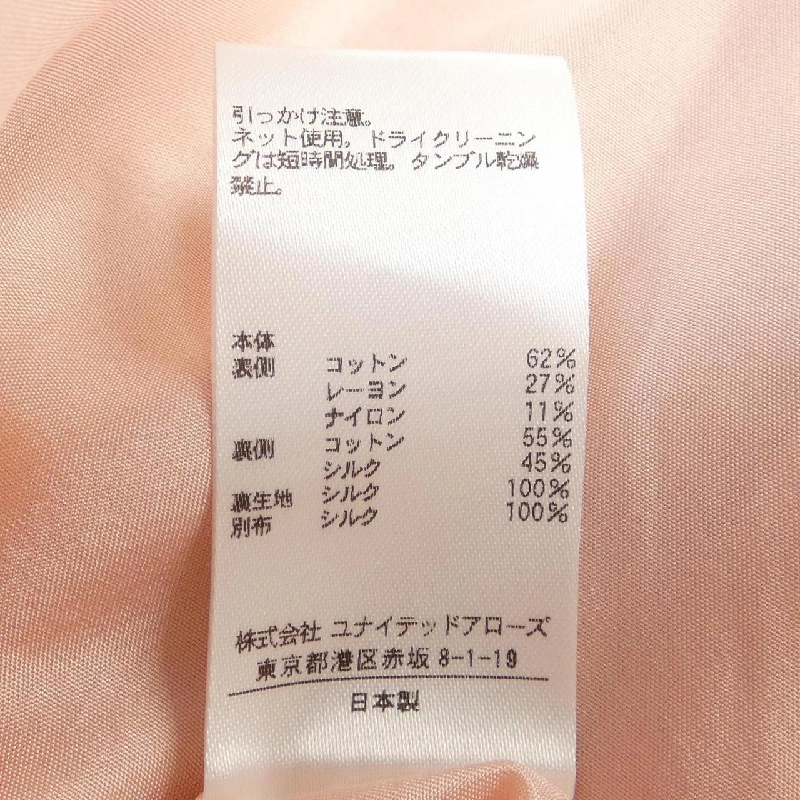 引っかけ注意。
ネット使用。ドライクリーニン
グは短時間処理。タンブル乾燥
禁止。
本体
表側 コットン 62%
レーヨン 27%
ナイロン 11%
裏側 コットン 55%
シルク 45%
裏生地 シルク 100%
別布 シルク 100%
株式会社 ユナイテッドアローズ
東京都港区赤坂 8-1-19
日本製